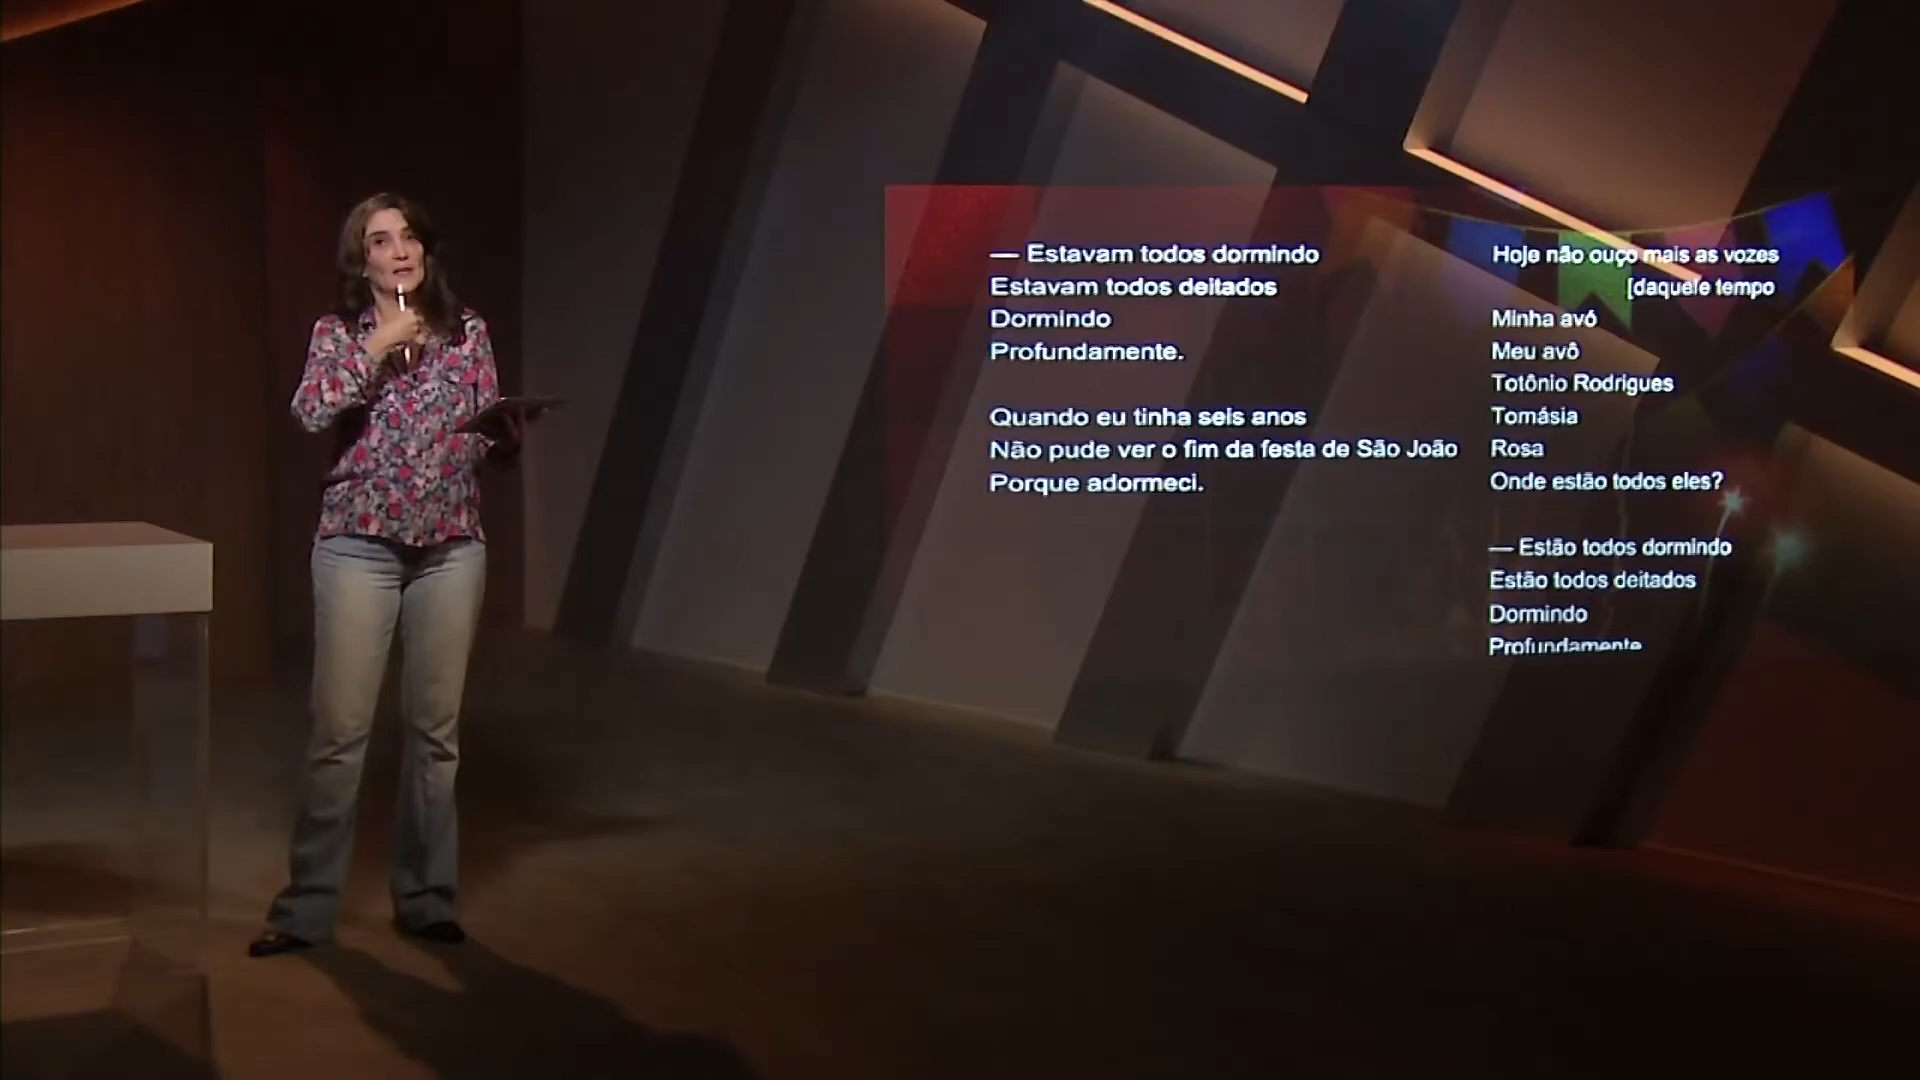 — Estavam todos dormindo
Estavam todos deitados
Dormindo
Profundamente.
Quando eu tinha seis anos
Não pude ver o fim da festa de São João
Porque adormeci.
Hoje não ouço mais as vozes
[daquele tempo
Minha avó
Meu avô
Totônio Rodrigues
Tomásia
Rosa
Onde estão todos eles?
— Estão todos dormindo
Estão todos deitados
Dormindo
Profundamente